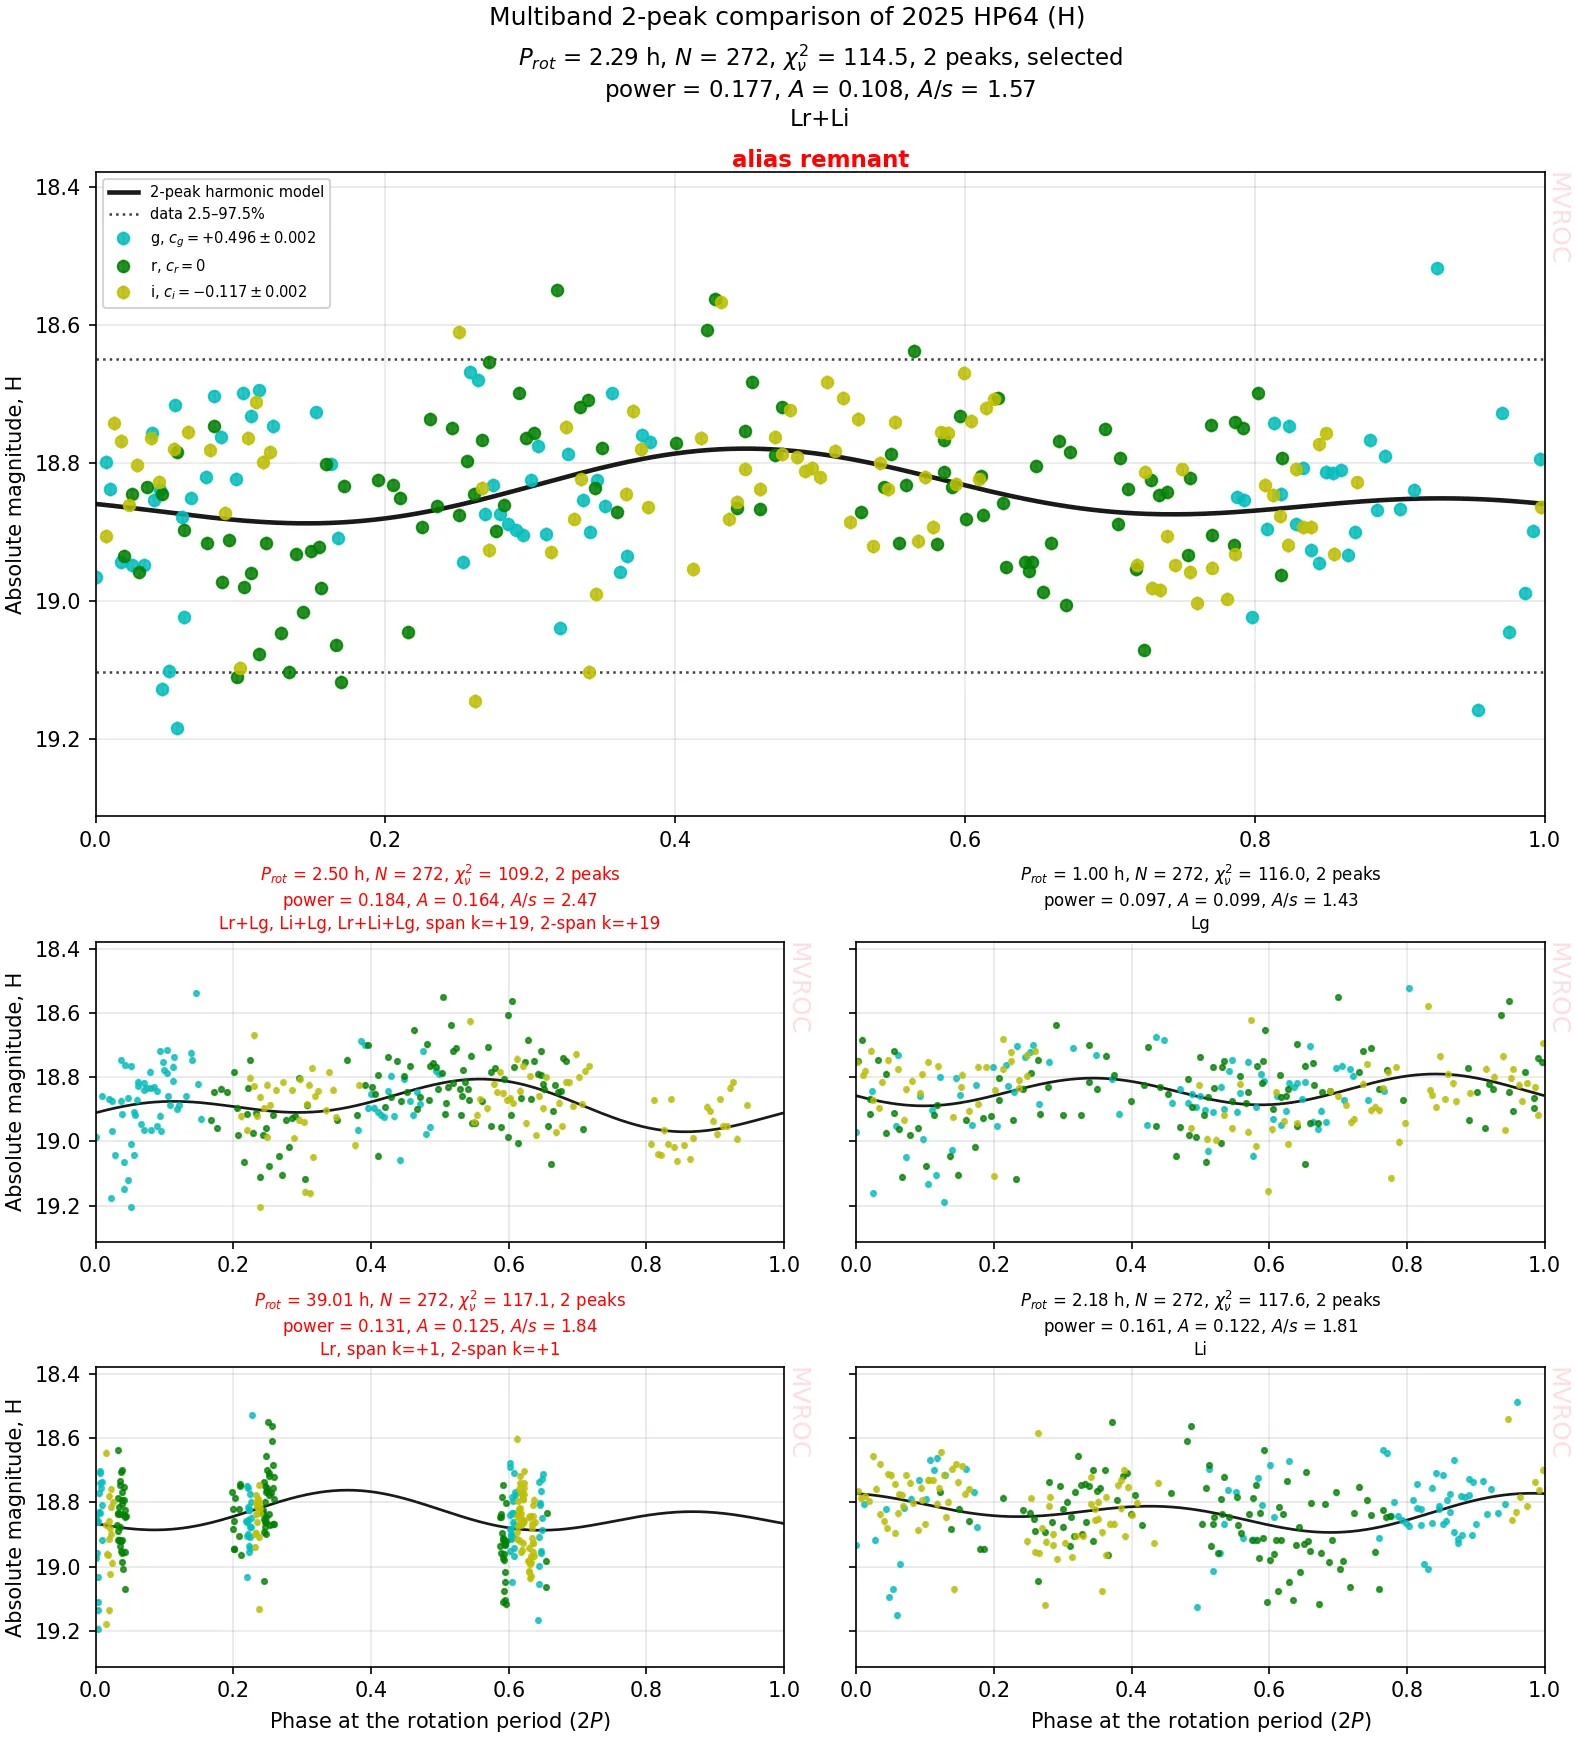 Multiband 2-peak comparison of 2025 HP64 (H)
P_rot = 2.29 h, N = 272, χ²_ν = 114.5, 2 peaks, selected
power = 0.177, A = 0.108, A/s = 1.57
Lr+Li
alias remnant
2-peak harmonic model
data 2.5–97.5%
g, c_g = +0.496 ± 0.002
r, c_r = 0
i, c_i = −0.117 ± 0.002
MVROC
Absolute magnitude, H
18.4
18.6
18.8
19.0
19.2
0.0 0.2 0.4 0.6 0.8 1.0
P_rot = 2.50 h, N = 272, χ²_ν = 109.2, 2 peaks
power = 0.184, A = 0.164, A/s = 2.47
Lr+Lg, Li+Lg, Lr+Li+Lg, span k=+19, 2-span k=+19
MVROC
Absolute magnitude, H
18.4
18.6
18.8
19.0
19.2
0.0 0.2 0.4 0.6 0.8 1.0
P_rot = 1.00 h, N = 272, χ²_ν = 116.0, 2 peaks
power = 0.097, A = 0.099, A/s = 1.43
Lg
MVROC
0.0 0.2 0.4 0.6 0.8 1.0
P_rot = 39.01 h, N = 272, χ²_ν = 117.1, 2 peaks
power = 0.131, A = 0.125, A/s = 1.84
Lr, span k=+1, 2-span k=+1
MVROC
Absolute magnitude, H
18.4
18.6
18.8
19.0
19.2
0.0 0.2 0.4 0.6 0.8 1.0
Phase at the rotation period (2P)
P_rot = 2.18 h, N = 272, χ²_ν = 117.6, 2 peaks
power = 0.161, A = 0.122, A/s = 1.81
Li
MVROC
0.0 0.2 0.4 0.6 0.8 1.0
Phase at the rotation period (2P)